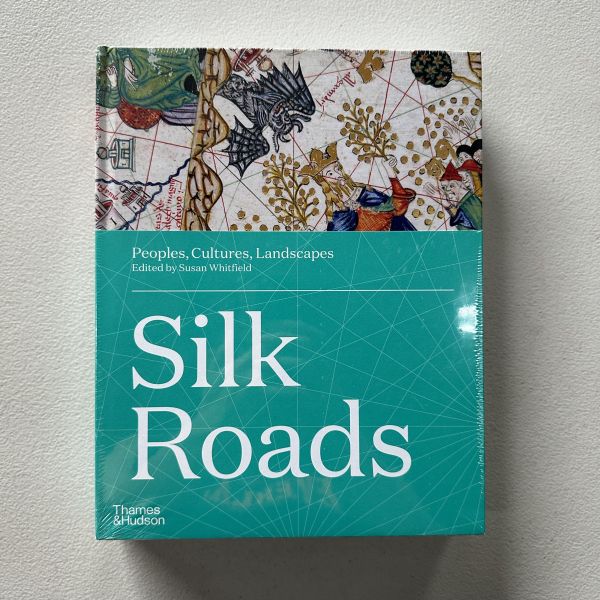 Peoples, Cultures, Landscapes
Edited by Susan Whitfield
Silk
Roads
Thames
&Hudson